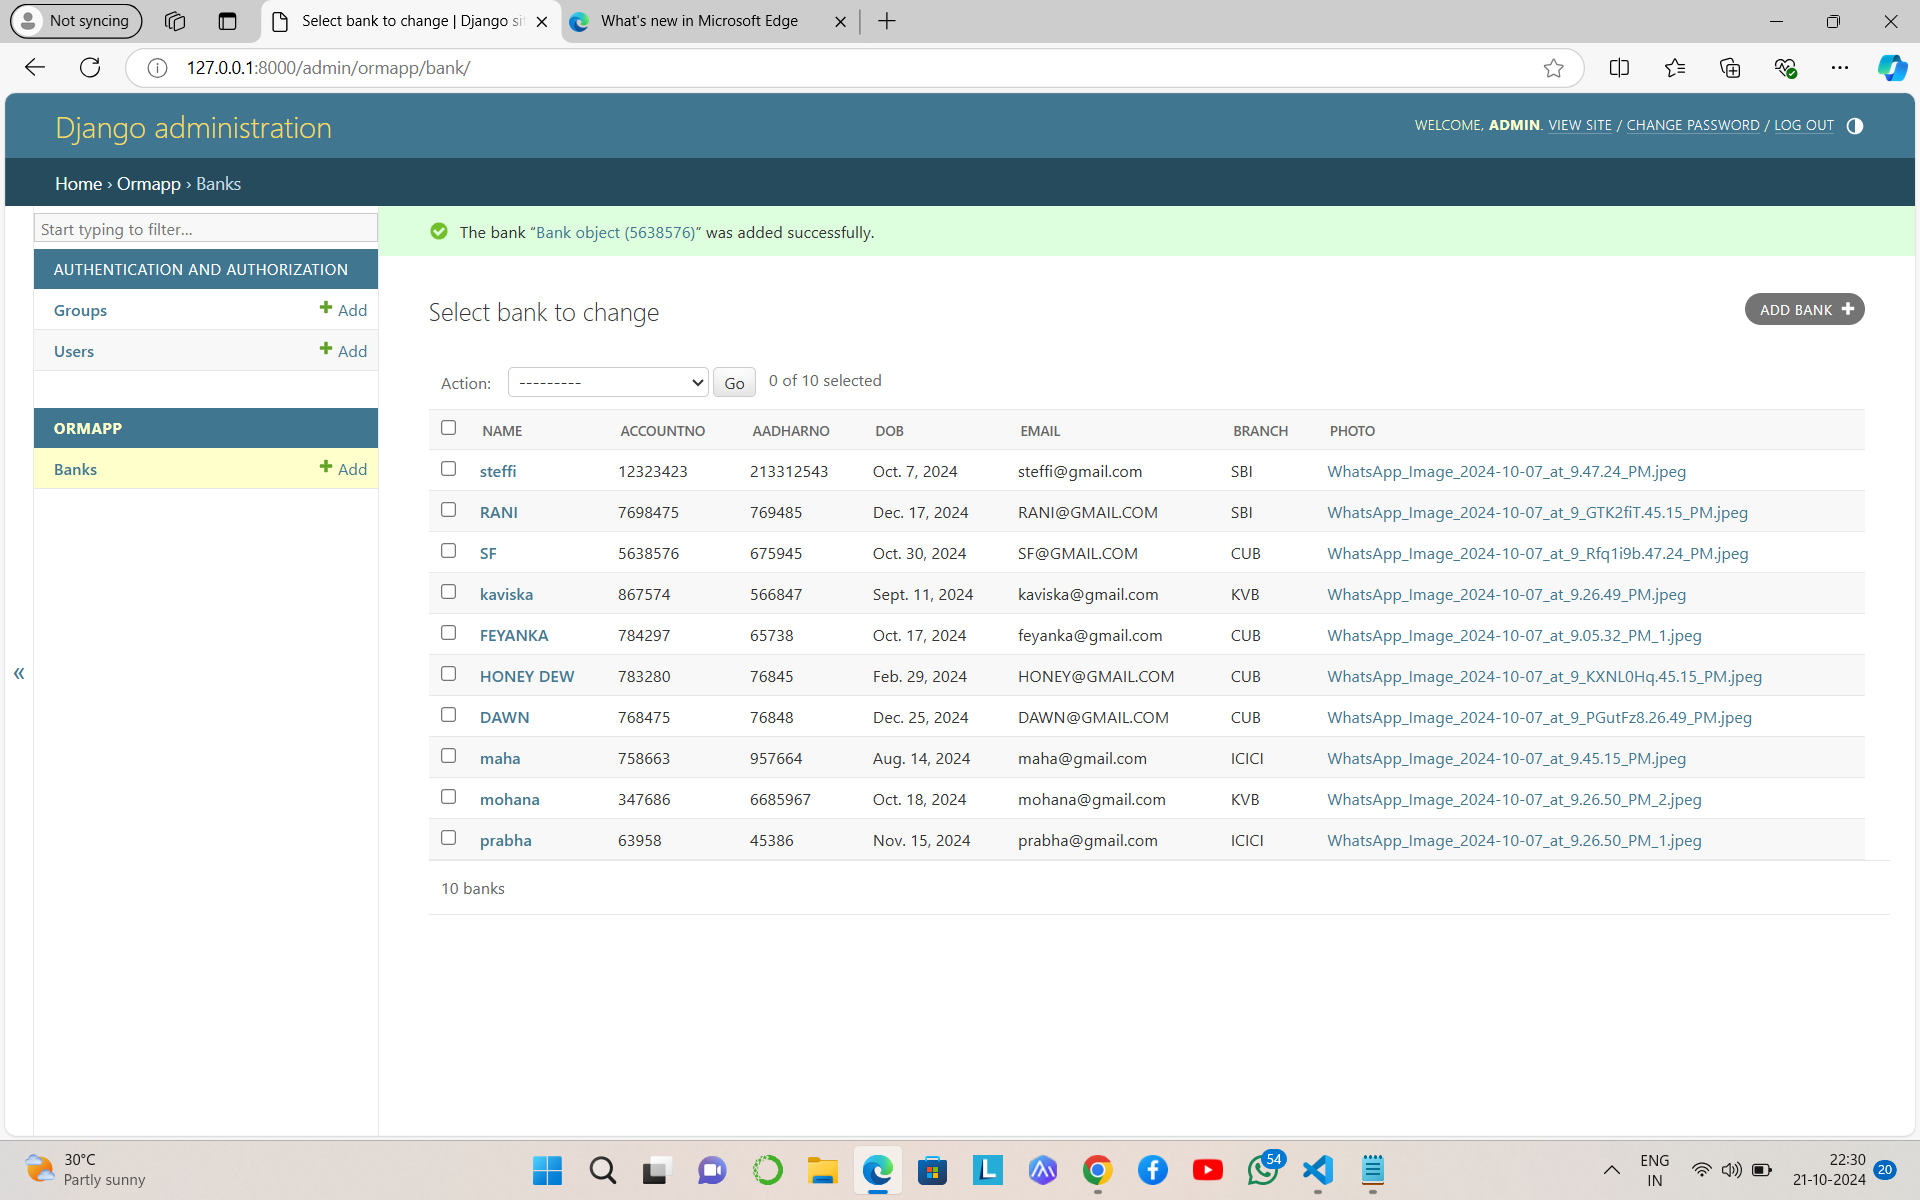 Not syncing
Select bank to change | Django si
What's new in Microsoft Edge
127.0.0.1:8000/admin/ormapp/bank/
Django administration
WELCOME, ADMIN. VIEW SITE / CHANGE PASSWORD / LOG OUT
Home › Ormapp › Banks
Start typing to filter...
AUTHENTICATION AND AUTHORIZATION
Groups Add
Users Add
ORMAPP
Banks Add
«
The bank “Bank object (5638576)” was added successfully.
Select bank to change
ADD BANK
Action: --------- Go 0 of 10 selected
NAME ACCOUNTNO AADHARNO DOB EMAIL BRANCH PHOTO
steffi 12323423 213312543 Oct. 7, 2024 steffi@gmail.com SBI WhatsApp_Image_2024-10-07_at_9.47.24_PM.jpeg
RANI 7698475 769485 Dec. 17, 2024 RANI@GMAIL.COM SBI WhatsApp_Image_2024-10-07_at_9_GTK2fiT.45.15_PM.jpeg
SF 5638576 675945 Oct. 30, 2024 SF@GMAIL.COM CUB WhatsApp_Image_2024-10-07_at_9_Rfq1i9b.47.24_PM.jpeg
kaviska 867574 566847 Sept. 11, 2024 kaviska@gmail.com KVB WhatsApp_Image_2024-10-07_at_9.26.49_PM.jpeg
FEYANKA 784297 65738 Oct. 17, 2024 feyanka@gmail.com CUB WhatsApp_Image_2024-10-07_at_9.05.32_PM_1.jpeg
HONEY DEW 783280 76845 Feb. 29, 2024 HONEY@GMAIL.COM CUB WhatsApp_Image_2024-10-07_at_9_KXNL0Hq.45.15_PM.jpeg
DAWN 768475 76848 Dec. 25, 2024 DAWN@GMAIL.COM CUB WhatsApp_Image_2024-10-07_at_9_PGutFz8.26.49_PM.jpeg
maha 758663 957664 Aug. 14, 2024 maha@gmail.com ICICI WhatsApp_Image_2024-10-07_at_9.45.15_PM.jpeg
mohana 347686 6685967 Oct. 18, 2024 mohana@gmail.com KVB WhatsApp_Image_2024-10-07_at_9.26.50_PM_2.jpeg
prabha 63958 45386 Nov. 15, 2024 prabha@gmail.com ICICI WhatsApp_Image_2024-10-07_at_9.26.50_PM_1.jpeg
10 banks
30°C
Partly sunny
L
54
ENG
IN
22:30
21-10-2024
20